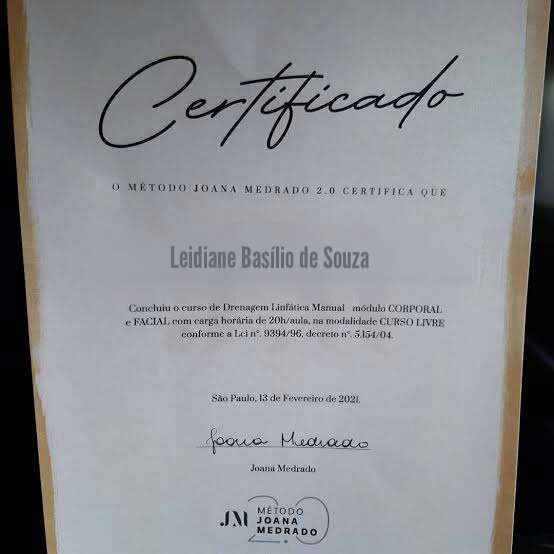 Certificado
O MÉTODO JOANA MEDRADO 2.0 CERTIFICA QUE
Leidiane Basílio de Souza
Concluiu o curso de Drenagem Linfática Manual - módulo CORPORAL
e FACIAL com carga horária de 20h/aula, na modalidade CURSO LIVRE
conforme a Lei nº. 9394/96, decreto nº. 5.154/04.
São Paulo, 13 de Fevereiro de 2021.
Joana Medrado
Joana Medrado
JM MÉTODO
JOANA
MEDRADO
2.0